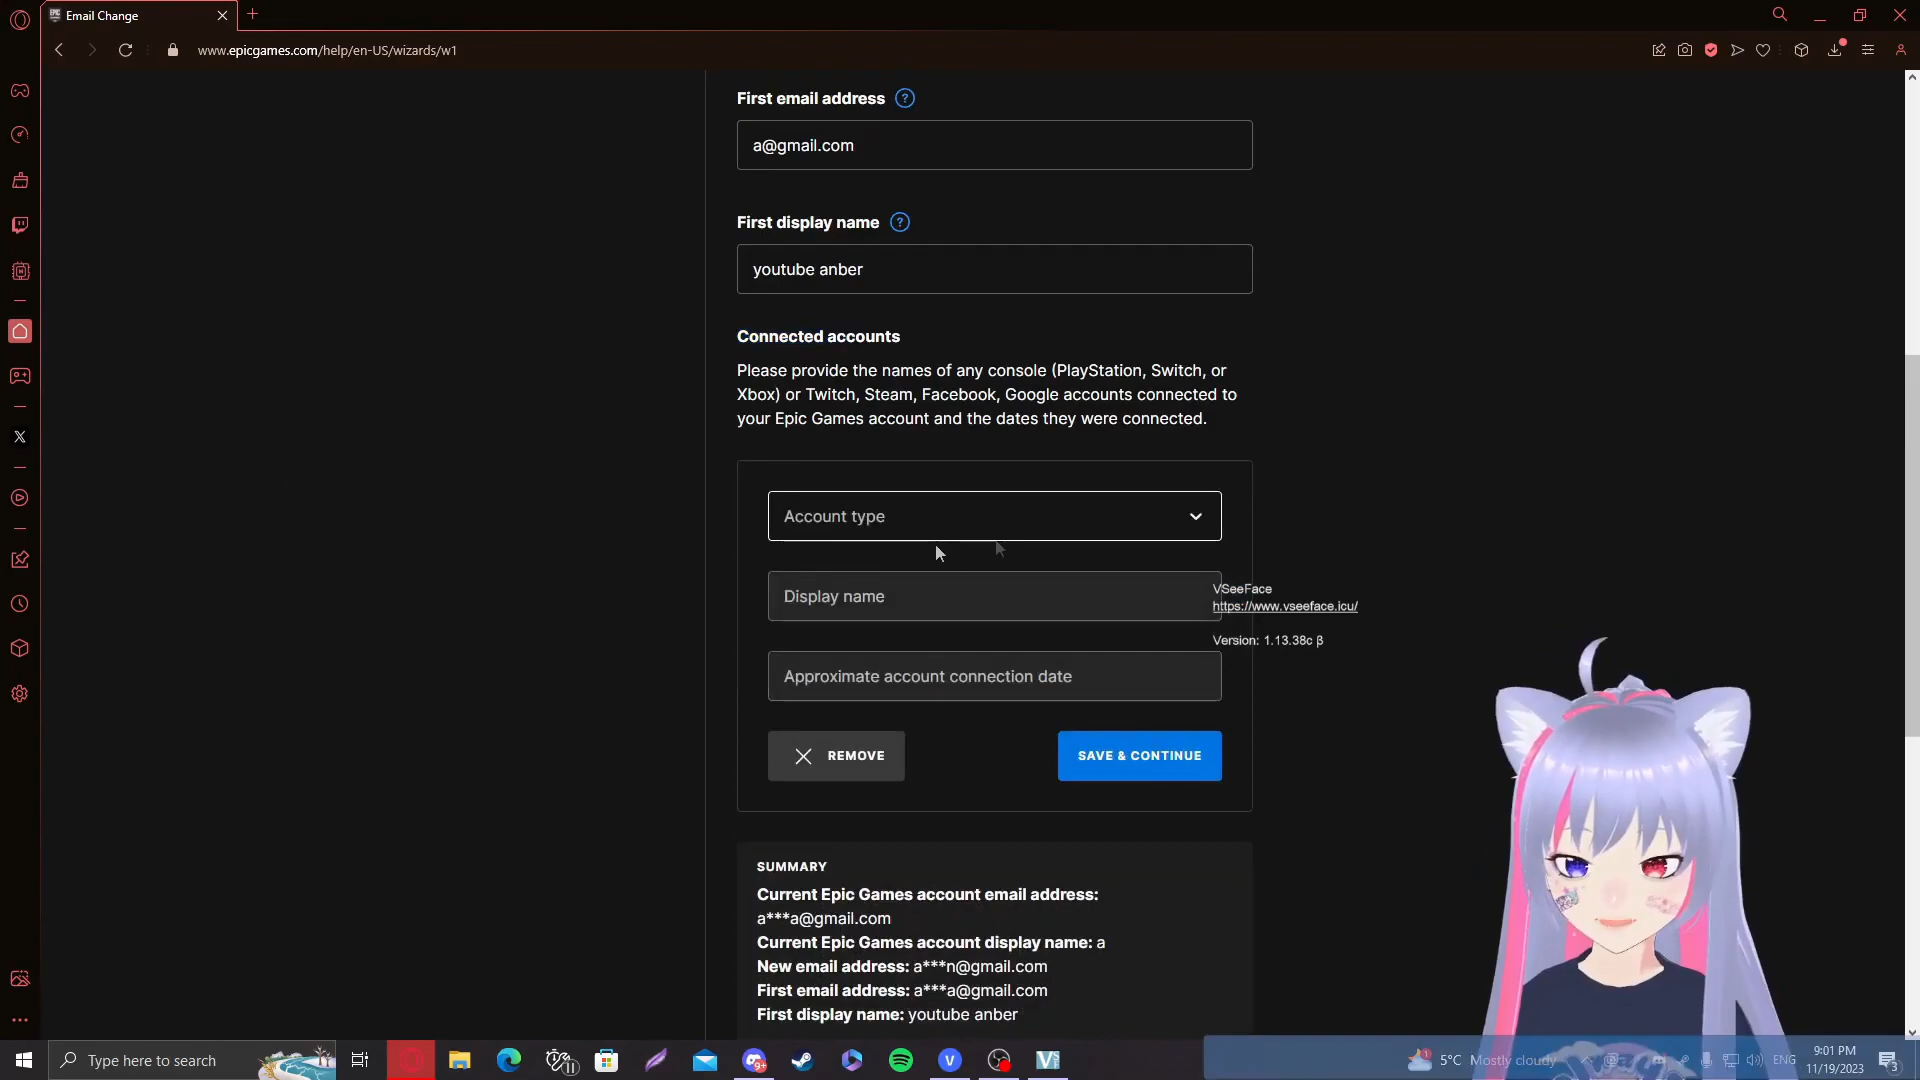 Email Change
www.epicgames.com/help/en-US/wizards/w1
First email address ?
a@gmail.com
First display name ?
youtube anber
Connected accounts
Please provide the names of any console (PlayStation, Switch, or
Xbox) or Twitch, Steam, Facebook, Google accounts connected to
your Epic Games account and the dates they were connected.
Account type
Display name
VSeeFace
https://www.vseeface.icu/
Version: 1.13.38c β
Approximate account connection date
REMOVE
SAVE & CONTINUE
SUMMARY
Current Epic Games account email address:
a***a@gmail.com
Current Epic Games account display name: a
New email address: a***n@gmail.com
First email address: a***a@gmail.com
First display name: youtube anber
Type here to search
9+
5°C Mostly cloudy
ENG
9:01 PM
11/19/2023
3